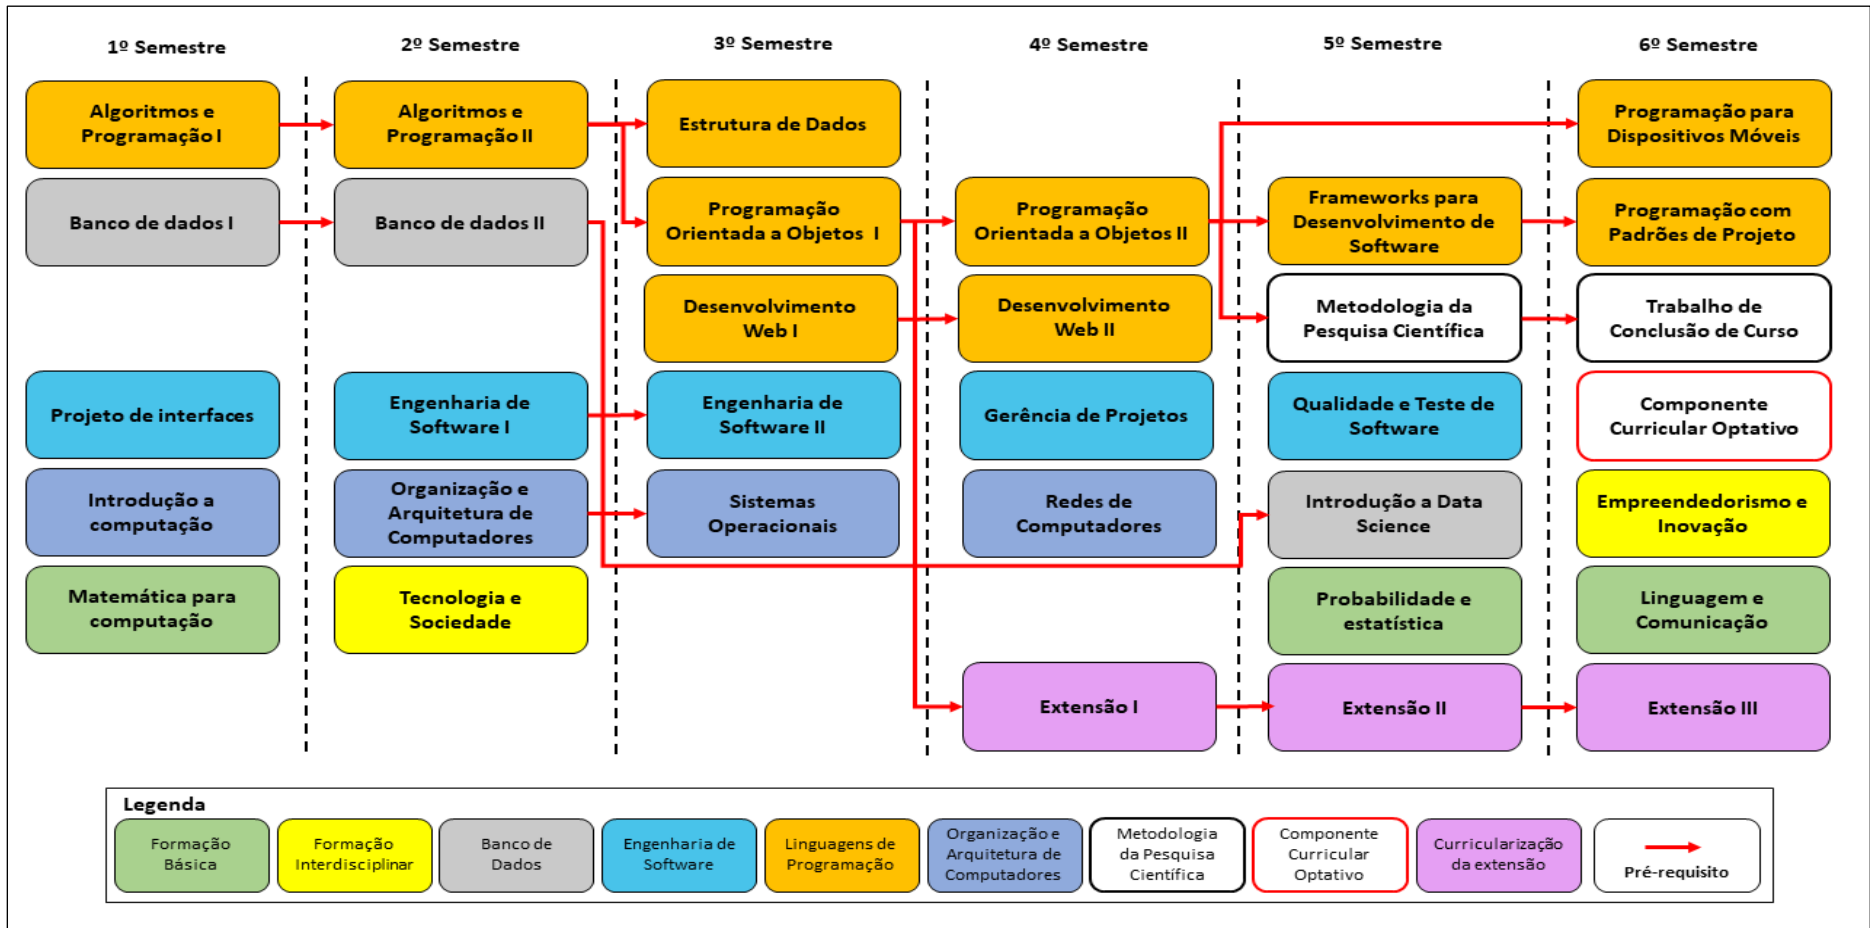 1º Semestre
2º Semestre
3º Semestre
4º Semestre
5º Semestre
6º Semestre
Algoritmos e
Programação I
Banco de dados I
Projeto de interfaces
Introdução a
computação
Matemática para
computação
Algoritmos e
Programação II
Banco de dados II
Engenharia de
Software I
Organização e
Arquitetura de
Computadores
Tecnologia e
Sociedade
Estrutura de Dados
Programação
Orientada a Objetos I
Desenvolvimento
Web I
Engenharia de
Software II
Sistemas
Operacionais
Programação
Orientada a Objetos II
Desenvolvimento
Web II
Gerência de Projetos
Redes de
Computadores
Extensão I
Frameworks para
Desenvolvimento de
Software
Metodologia da
Pesquisa Científica
Qualidade e Teste de
Software
Introdução a Data
Science
Probabilidade e
estatística
Extensão II
Programação para
Dispositivos Móveis
Programação com
Padrões de Projeto
Trabalho de
Conclusão de Curso
Componente
Curricular Optativo
Empreendedorismo e
Inovação
Linguagem e
Comunicação
Extensão III
Legenda
Formação
Básica
Formação
Interdisciplinar
Banco de
Dados
Engenharia de
Software
Linguagens de
Programação
Organização e
Arquitetura de
Computadores
Metodologia
da Pesquisa
Científica
Componente
Curricular
Optativo
Curricularização
da extensão
Pré-requisito